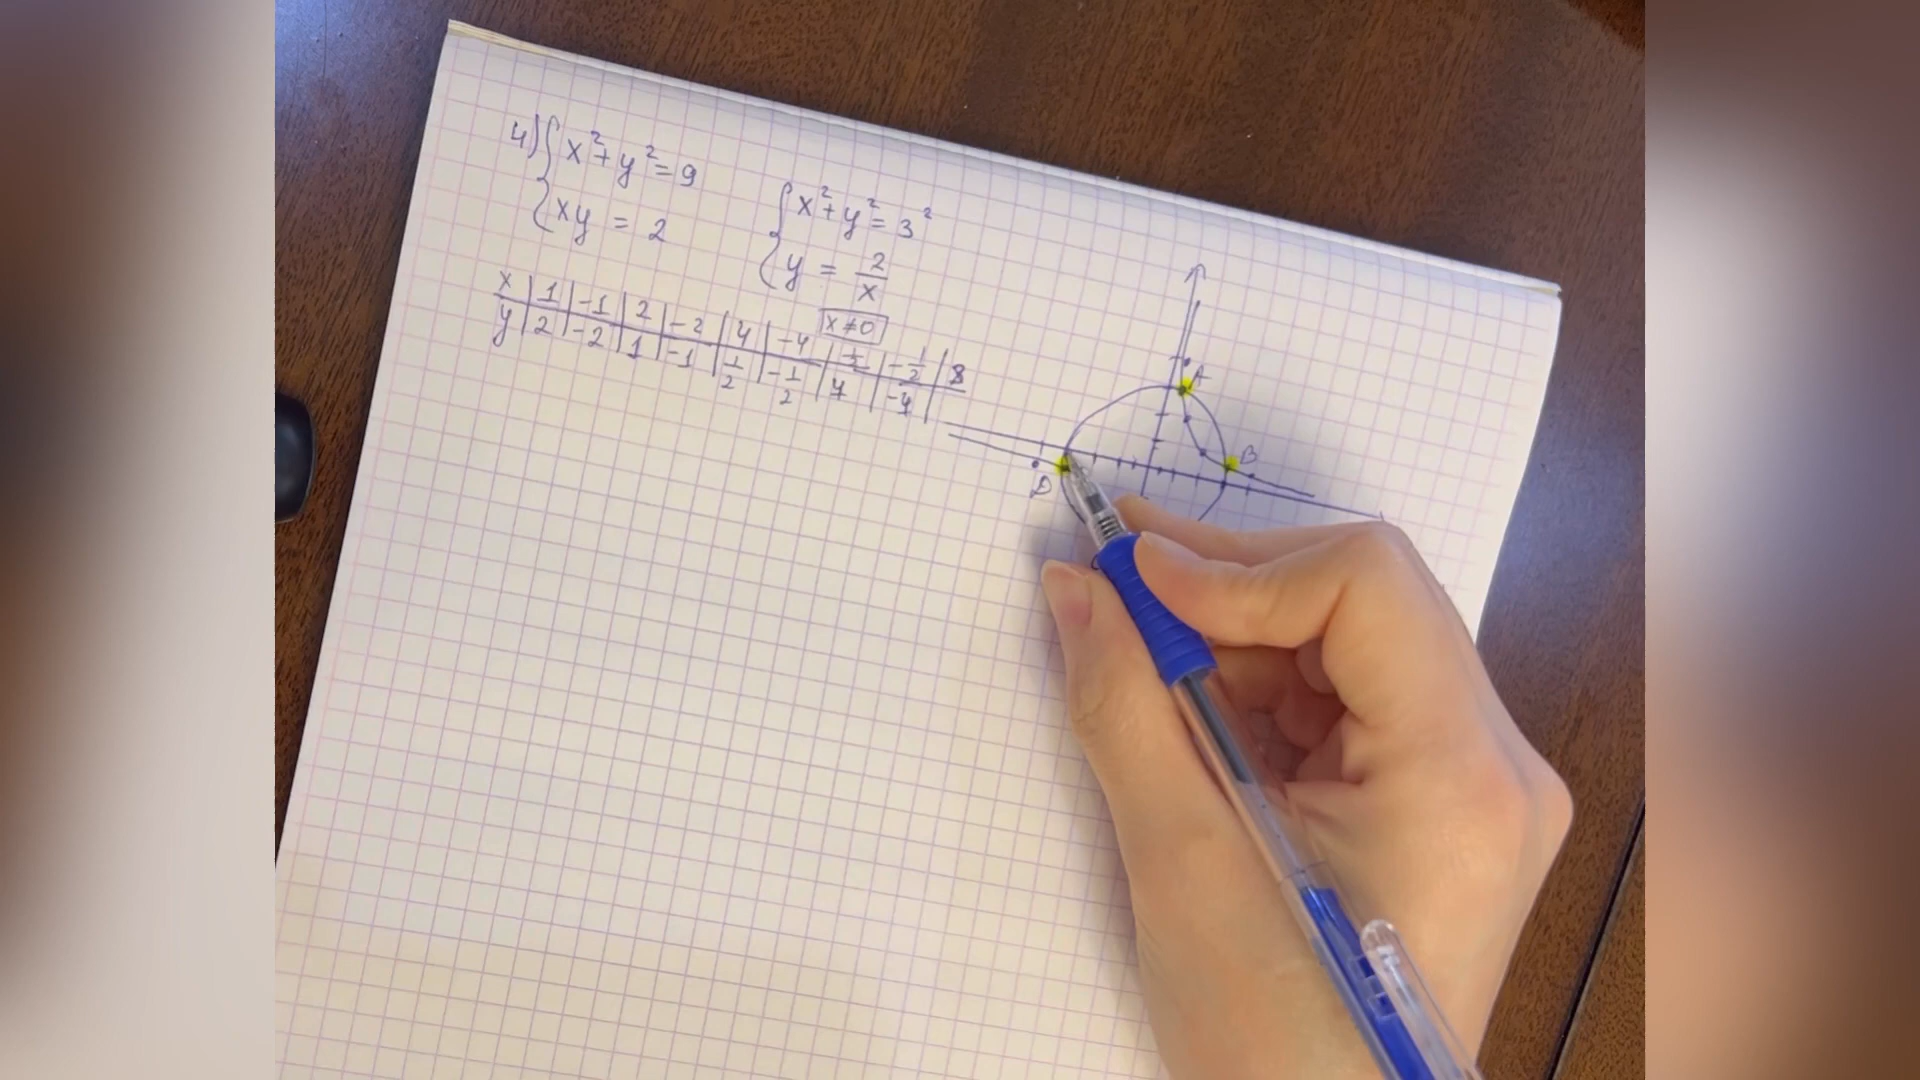 4) { x² + y² = 9
{ xy = 2
{ x² + y² = 3²
{ y = 2/x
x≠0
x | 1 | -1 | 2 | -2 | 4 | -4 | 1/2 | -1/2 | 8
y | 2 | -2 | 1 | -1 | 1/2 | -1/2 | 4 | -4 |
A
B
D